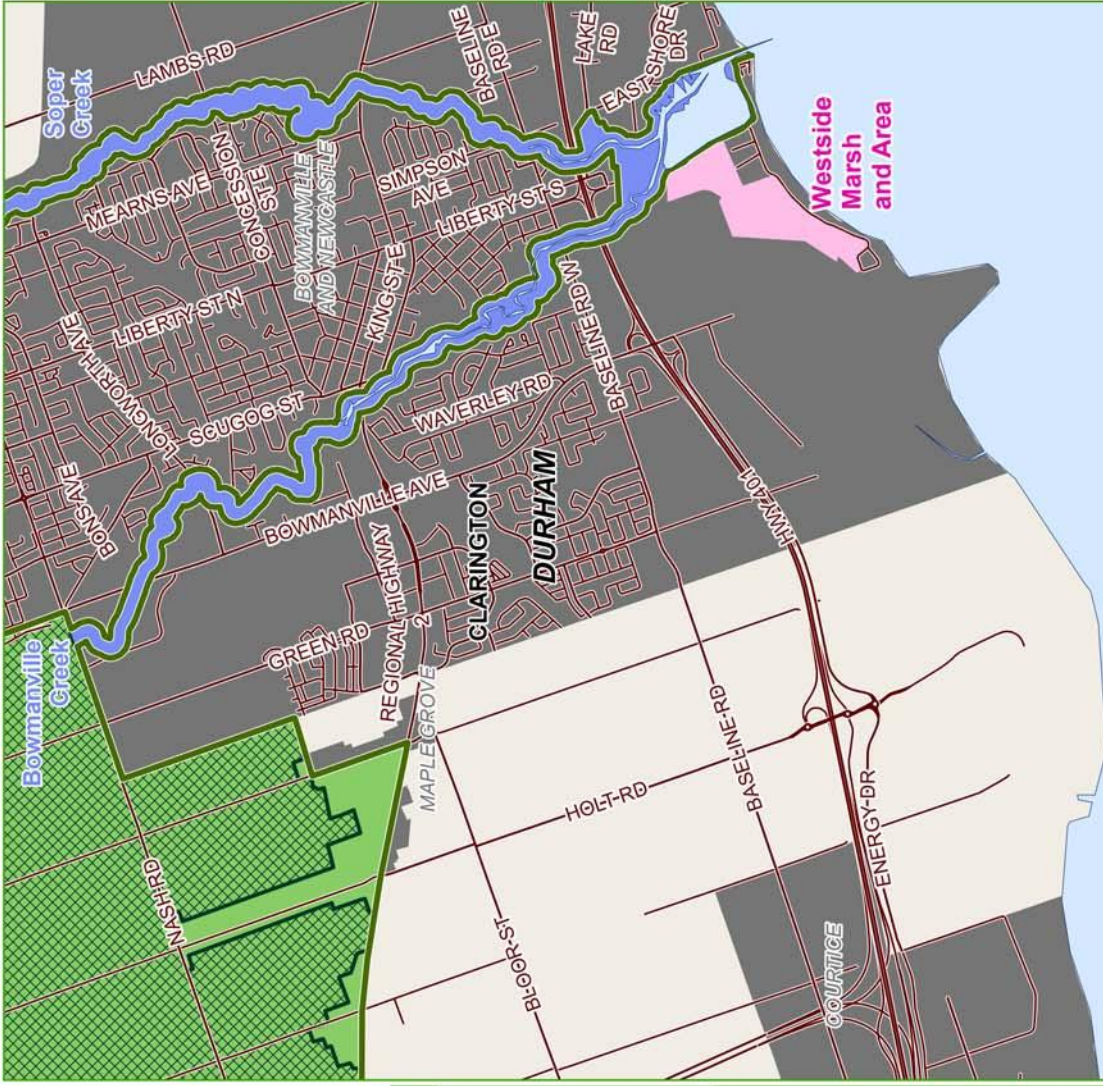 Soper
Creek
LAMBS RD
BASELINE
RD E
LAKE
RD
EAST SHORE
DR
MEARNS AVE
CONCESSION
ST E
BOWMANVILLE
AND NEWCASTLE
SIMPSON
AVE
LIBERTY ST S
LIBERTY ST N
KING ST E
LONGWORTH AVE
SCUGOG ST
WAVERLEY RD
BASELINE RD W
BONS AVE
BOWMANVILLE AVE
HWY 401
Westside
Marsh
and Area
CLARINGTON
DURHAM
Bowmanville
Creek
GREEN RD
REGIONAL HIGHWAY
2
MAPLE GROVE
NASH RD
HOLT RD
BASELINE RD
ENERGY DR
BLOOR ST
COURTICE